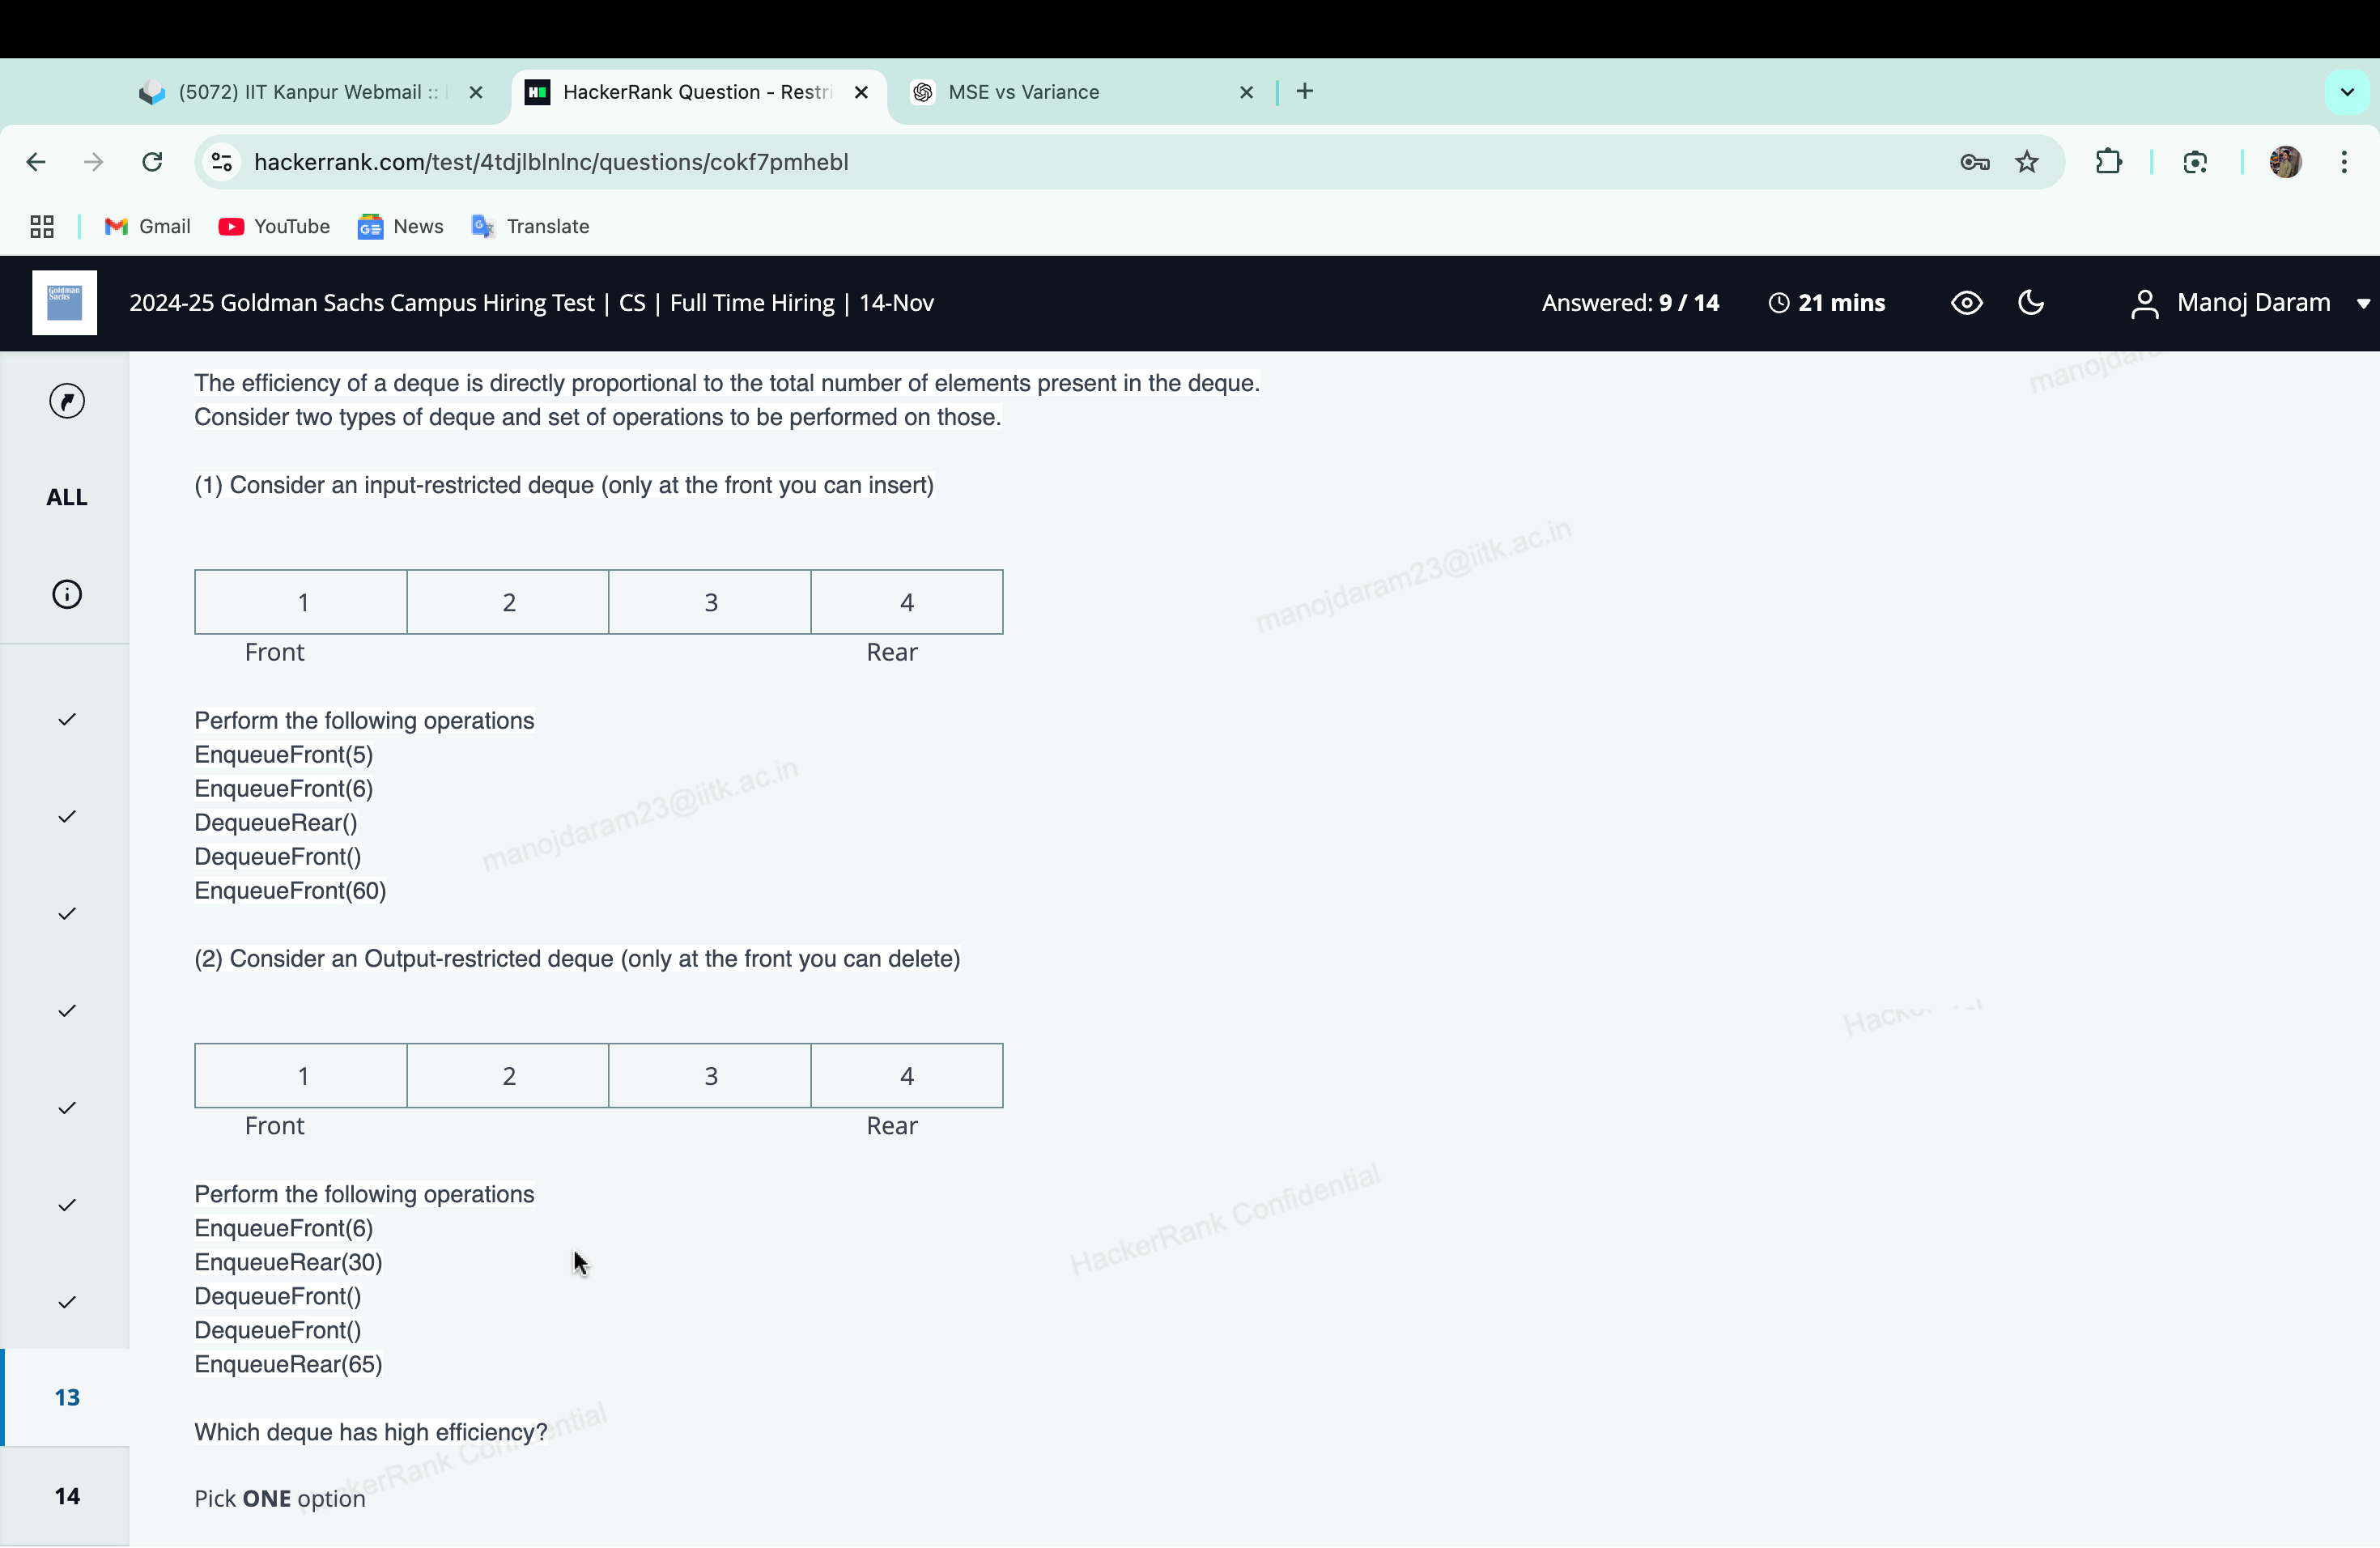 (5072) IIT Kanpur Webmail ::
HackerRank Question - Restri
MSE vs Variance
hackerrank.com/test/4tdjlblnlnc/questions/cokf7pmhebl
Gmail
YouTube
GE
News
Translate
Goldman
Sachs
2024-25 Goldman Sachs Campus Hiring Test | CS | Full Time Hiring | 14-Nov
Answered: 9 / 14
21 mins
Manoj Daram
ALL
The efficiency of a deque is directly proportional to the total number of elements present in the deque.
Consider two types of deque and set of operations to be performed on those.
(1) Consider an input-restricted deque (only at the front you can insert)
manojdaram23@iitk.ac.in
1 2 3 4
Front Rear
Perform the following operations
EnqueueFront(5)
EnqueueFront(6)
DequeueRear()
DequeueFront()
EnqueueFront(60)
manojdaram23@iitk.ac.in
(2) Consider an Output-restricted deque (only at the front you can delete)
1 2 3 4
Front Rear
Perform the following operations
EnqueueFront(6)
EnqueueRear(30)
DequeueFront()
DequeueFront()
EnqueueRear(65)
HackerRank Confidential
Which deque has high efficiency?
HackerRank Confidential
Pick ONE option
13
14